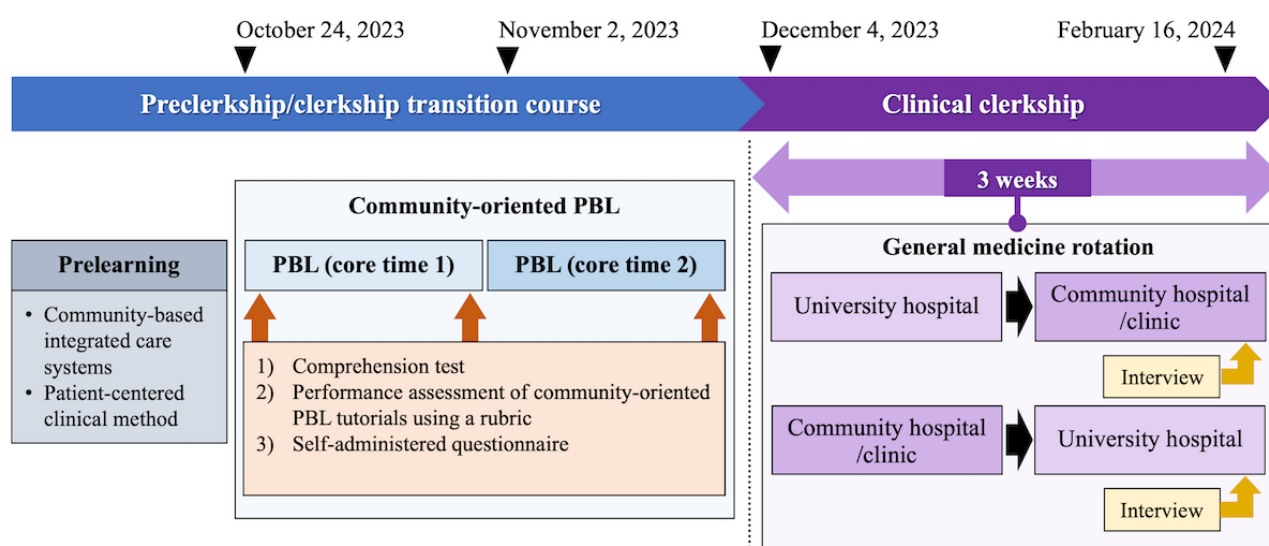 October 24, 2023
November 2, 2023
December 4, 2023
February 16, 2024
Preclerkship/clerkship transition course
Clinical clerkship
3 weeks
Community-oriented PBL
General medicine rotation
Prelearning
• Community-based
integrated care
systems
• Patient-centered
clinical method
PBL (core time 1)
PBL (core time 2)
1) Comprehension test
2) Performance assessment of community-oriented
PBL tutorials using a rubric
3) Self-administered questionnaire
University hospital
Community hospital
/clinic
Interview
Community hospital
/clinic
University hospital
Interview